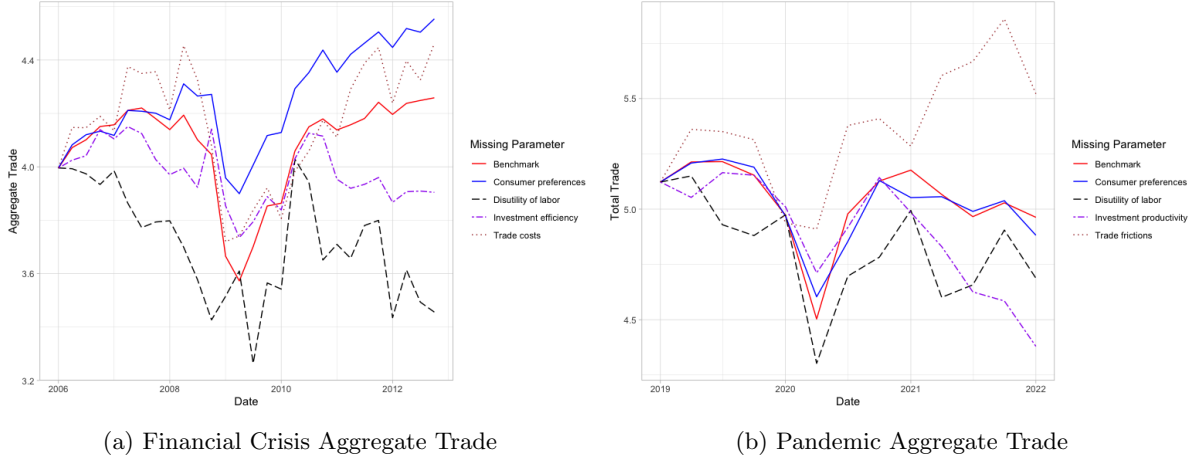 Aggregate Trade
4.4
4.0
3.6
3.2
2006
2008
2010
2012
Date
Missing Parameter
Benchmark
Consumer preferences
Disutility of labor
Investment efficiency
Trade costs
(a) Financial Crisis Aggregate Trade
Total Trade
5.5
5.0
4.5
2019
2020
2021
2022
Date
Missing Parameter
Benchmark
Consumer preferences
Disutility of labor
Investment productivity
Trade frictions
(b) Pandemic Aggregate Trade